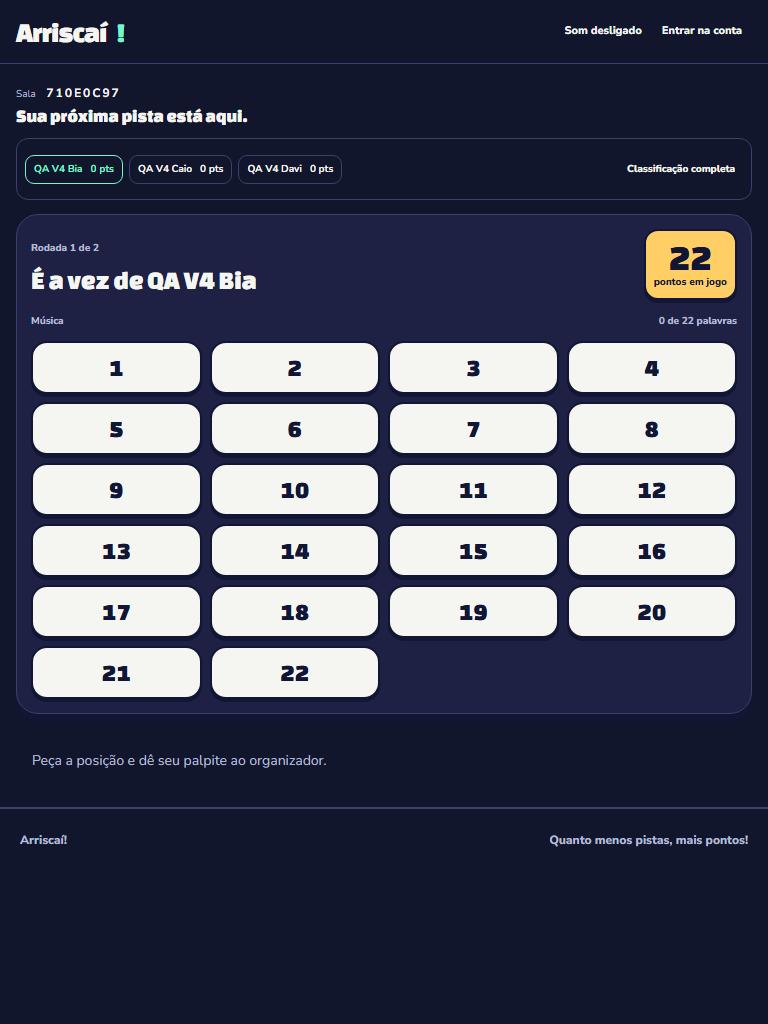 Arriscaí !
Som desligado Entrar na conta
Sala 710E0C97
Sua próxima pista está aqui.
QA V4 Bia 0 pts QA V4 Caio 0 pts QA V4 Davi 0 pts Classificação completa
Rodada 1 de 2
É a vez de QA V4 Bia
22
pontos em jogo
Música 0 de 22 palavras
1 2 3 4
5 6 7 8
9 10 11 12
13 14 15 16
17 18 19 20
21 22
Peça a posição e dê seu palpite ao organizador.
Arriscaí! Quanto menos pistas, mais pontos!